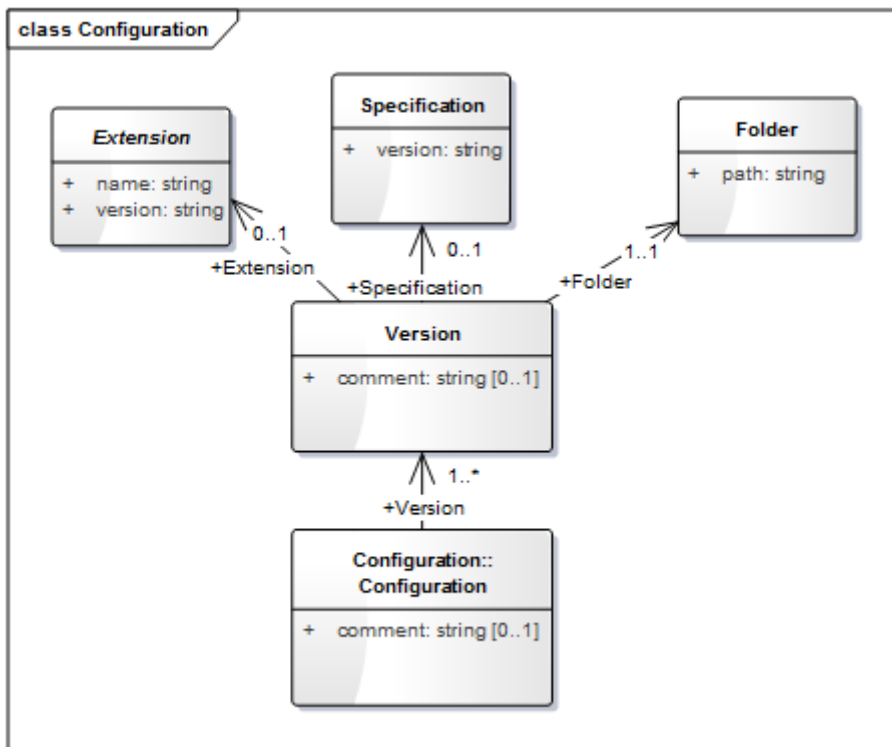 class Configuration
Extension
+ name: string
+ version: string
Specification
+ version: string
Folder
+ path: string
0..1
+Extension
0..1
+Specification
1..1
+Folder
Version
+ comment: string [0..1]
1..*
+Version
Configuration::
Configuration
+ comment: string [0..1]